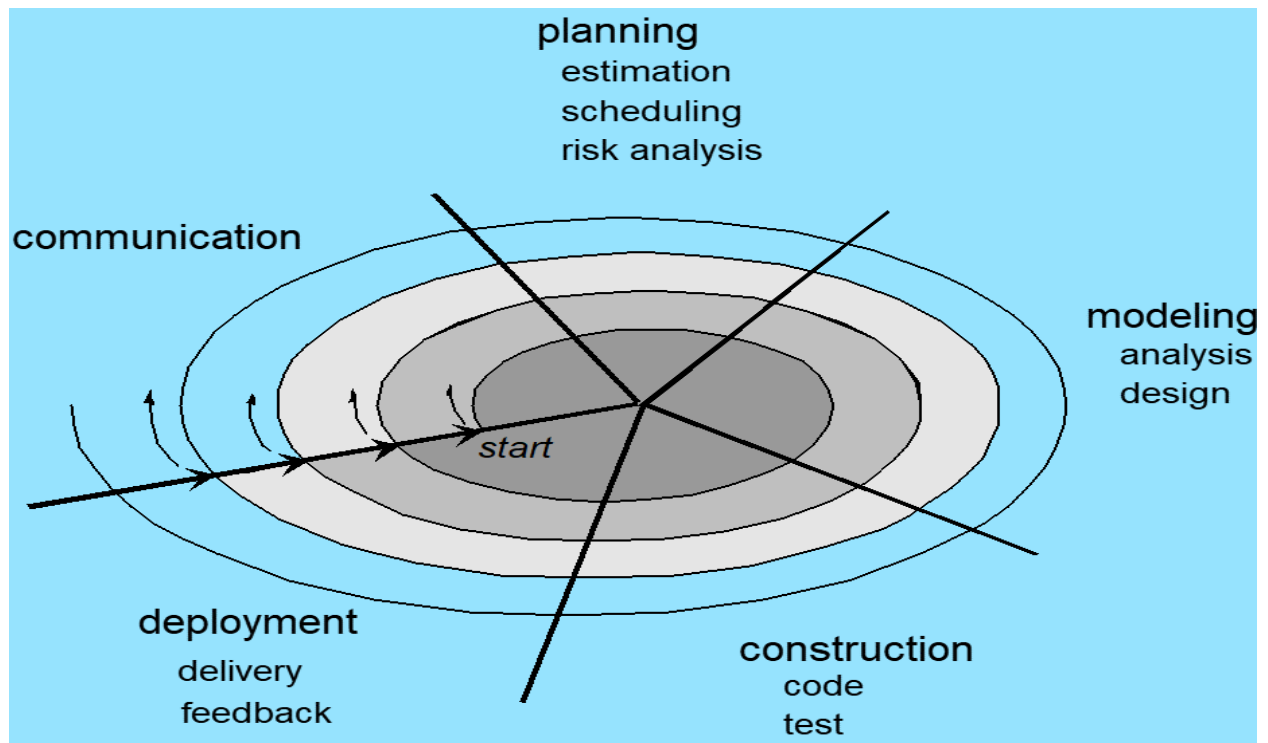 planning
estimation
scheduling
risk analysis
communication
modeling
analysis
design
start
deployment
delivery
feedback
construction
code
test